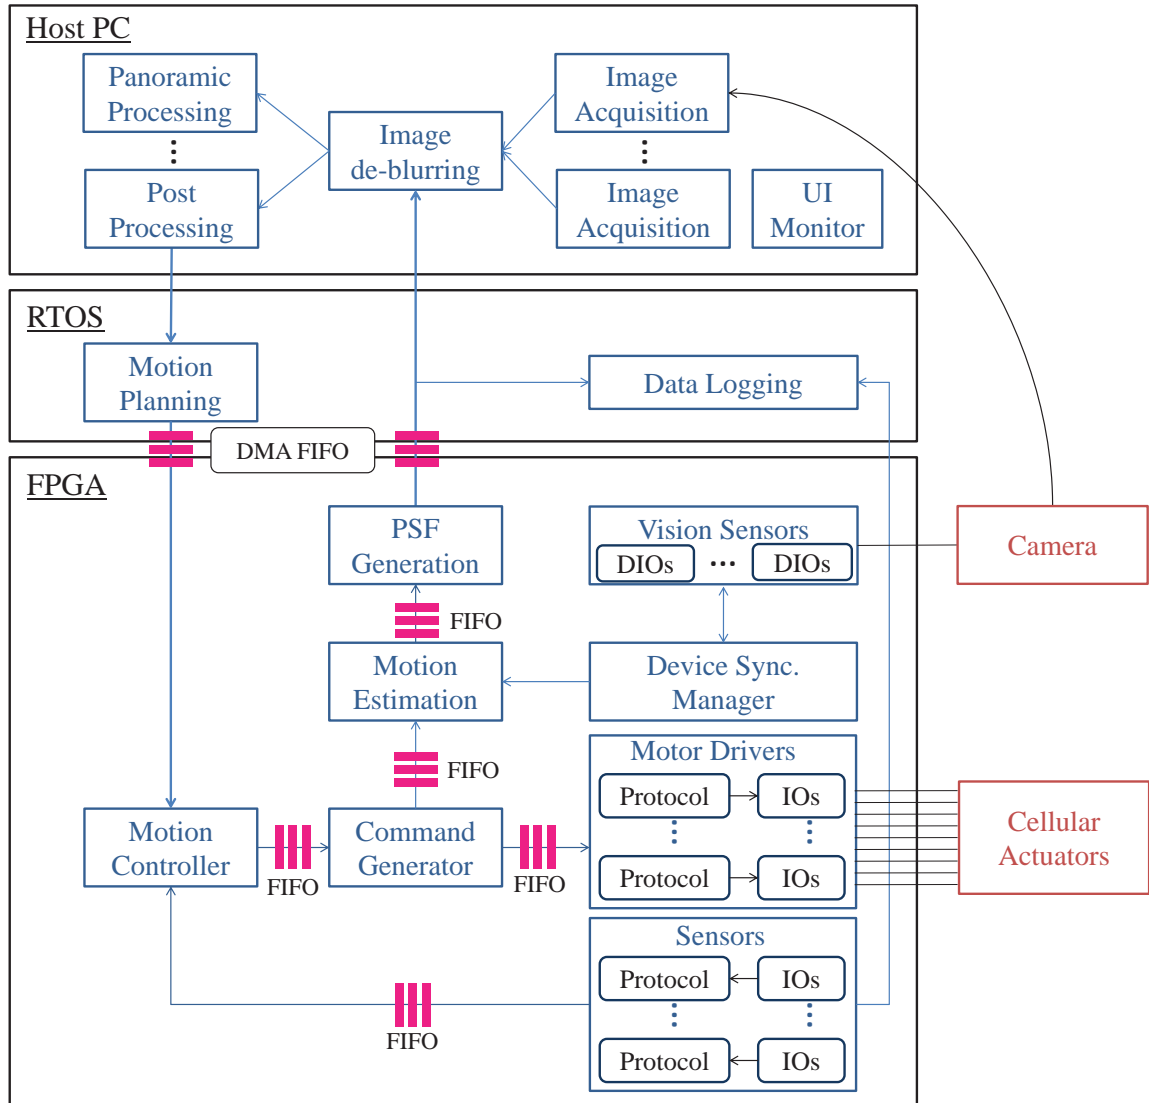 Host PC
Panoramic
Processing
Post
Processing
Image
de-blurring
Image
Acquisition
Image
Acquisition
UI
Monitor
RTOS
Motion
Planning
Data Logging
DMA FIFO
FPGA
PSF
Generation
Vision Sensors
DIOs
DIOs
Camera
FIFO
Motion
Estimation
Device Sync.
Manager
FIFO
Motor Drivers
Protocol
IOs
Protocol
IOs
Cellular
Actuators
Motion
Controller
FIFO
Command
Generator
FIFO
Sensors
Protocol
IOs
Protocol
IOs
FIFO